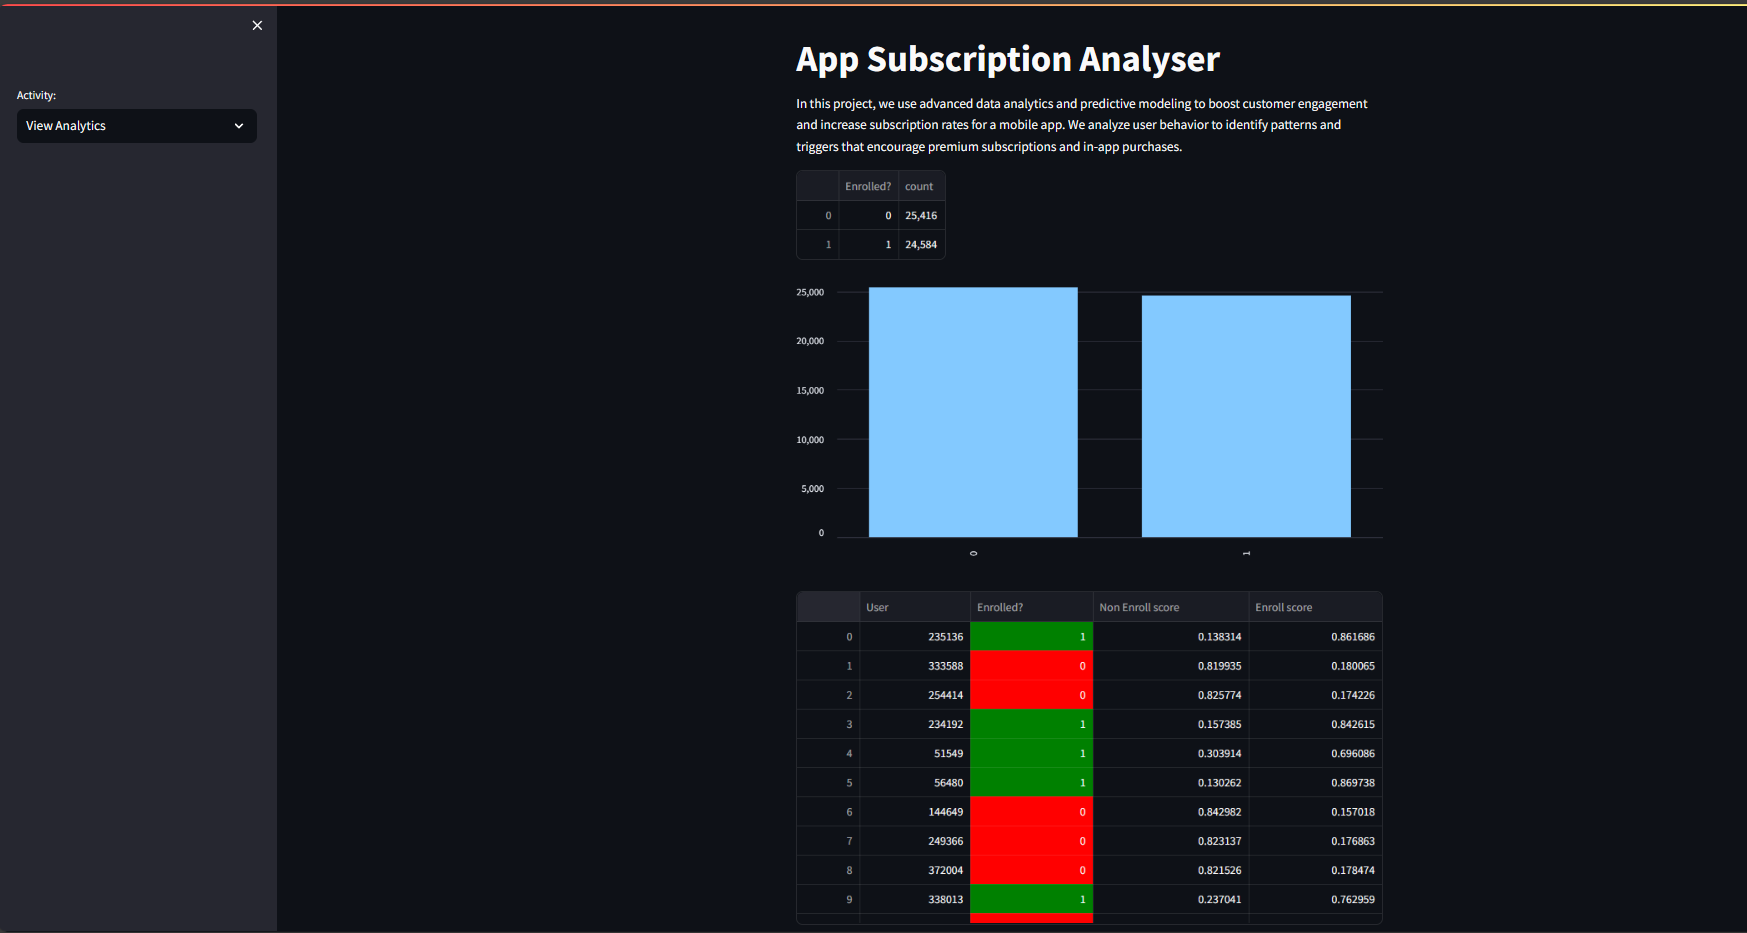 Activity:
View Analytics
App Subscription Analyser
In this project, we use advanced data analytics and predictive modeling to boost customer engagement
and increase subscription rates for a mobile app. We analyze user behavior to identify patterns and
triggers that encourage premium subscriptions and in-app purchases.
Enrolled? count
0 0 25,416
1 1 24,584
25,000
20,000
15,000
10,000
5,000
0
0 1
User Enrolled? Non Enroll score Enroll score
0 235136 1 0.138314 0.861686
1 333588 0 0.819935 0.180065
2 254414 0 0.825774 0.174226
3 234192 1 0.157385 0.842615
4 51549 1 0.303914 0.696086
5 56480 1 0.130262 0.869738
6 144649 0 0.842982 0.157018
7 249366 0 0.823137 0.176863
8 372004 0 0.821526 0.178474
9 338013 1 0.237041 0.762959